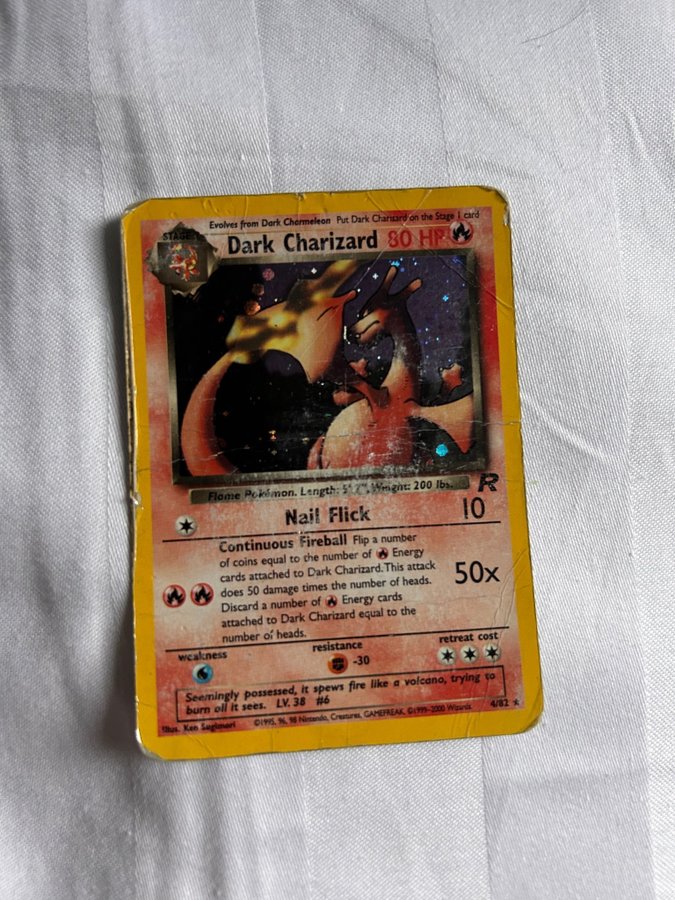 Evolves from Dark Charmeleon Put Dark Charizard on the Stage 1 card
STAGE 2
Dark Charizard 80 HP
Flame Pokémon. Length: 5' 7", Weight: 200 lbs.
R
Nail Flick 10
Continuous Fireball Flip a number
of coins equal to the number of Energy
cards attached to Dark Charizard. This attack
does 50 damage times the number of heads.
Discard a number of Energy cards
attached to Dark Charizard equal to the
number of heads.
50x
weakness
resistance
-30
retreat cost
Seemingly possessed, it spews fire like a volcano, trying to
burn all it sees. LV. 38 #6
Illus. Ken Sugimori ©1995, 96, 98 Nintendo, Creatures, GAMEFREAK. ©1999-2000 Wizards. 4/82 ★